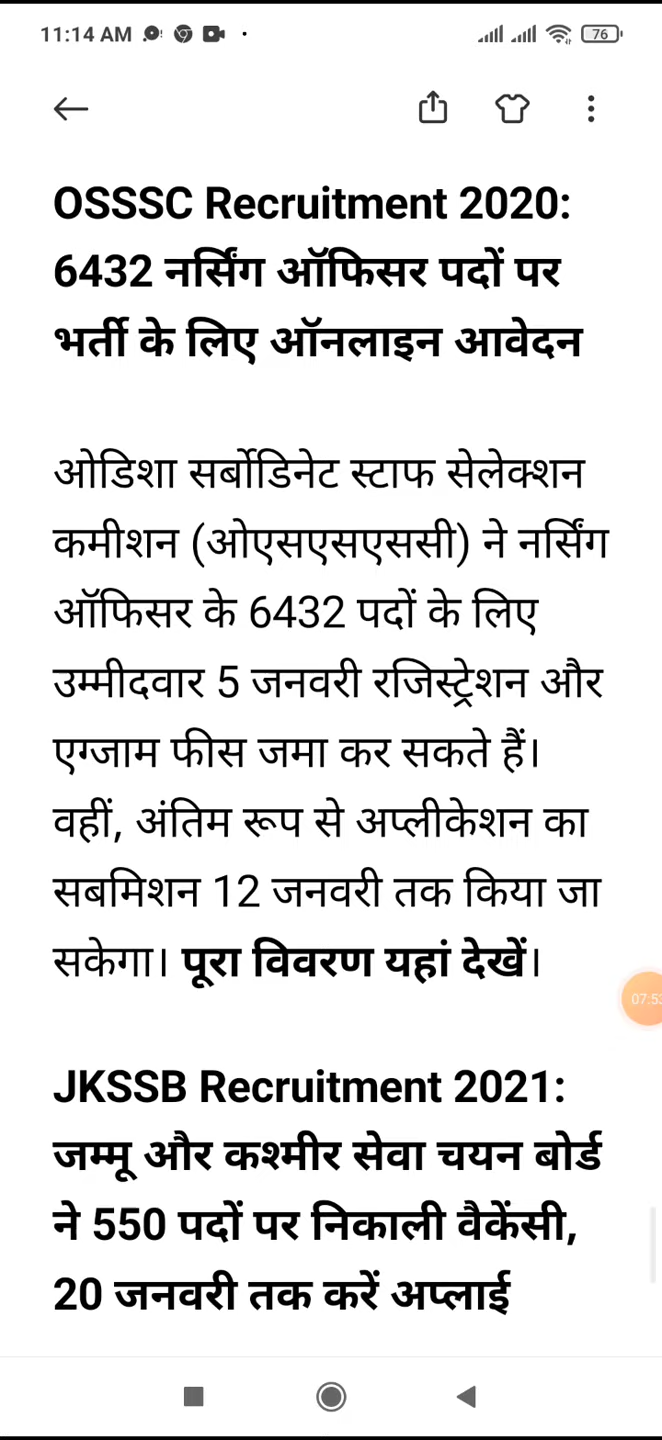 11:14 AM
76
OSSSC Recruitment 2020:
6432 नर्सिंग ऑफिसर पदों पर
भर्ती के लिए ऑनलाइन आवेदन
ओडिशा सर्बोडिनेट स्टाफ सेलेक्शन
कमीशन (ओएसएसएससी) ने नर्सिंग
ऑफिसर के 6432 पदों के लिए
उम्मीदवार 5 जनवरी रजिस्ट्रेशन और
एग्जाम फीस जमा कर सकते हैं।
वहीं, अंतिम रूप से अप्लीकेशन का
सबमिशन 12 जनवरी तक किया जा
सकेगा। पूरा विवरण यहां देखें।
07:53
JKSSB Recruitment 2021:
जम्मू और कश्मीर सेवा चयन बोर्ड
ने 550 पदों पर निकाली वैकेंसी,
20 जनवरी तक करें अप्लाई